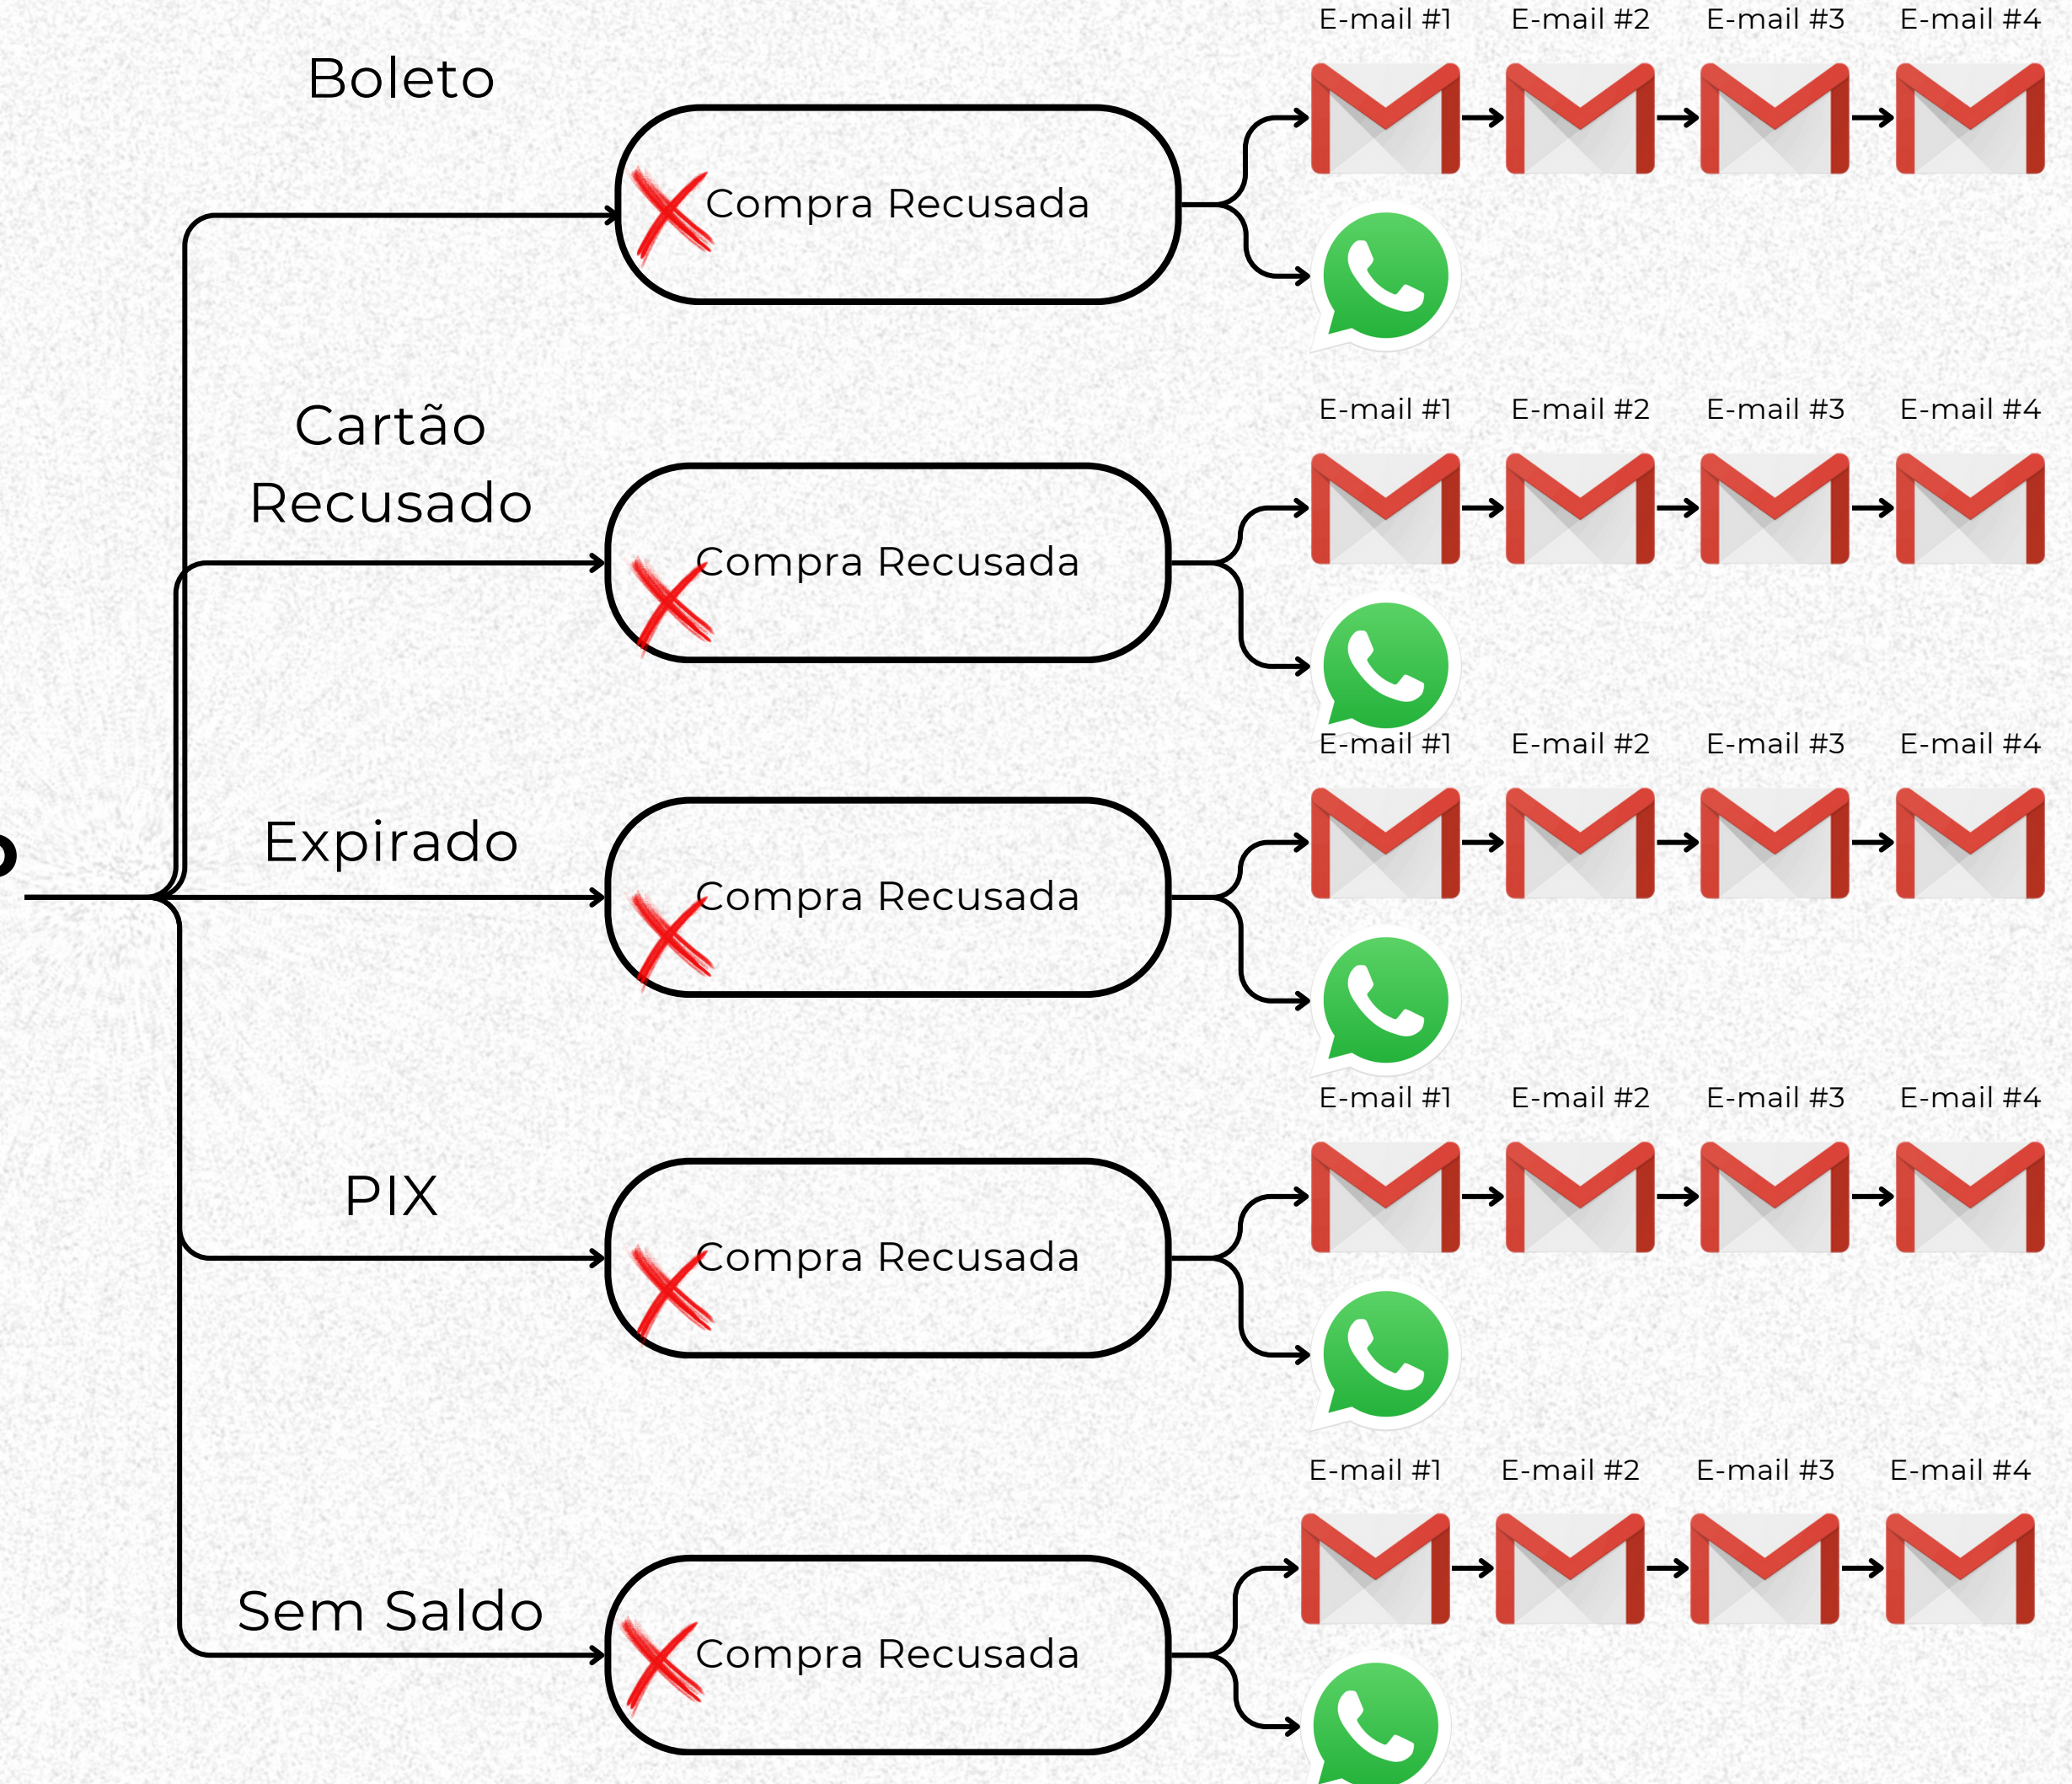 E-mail #1
E-mail #2
E-mail #3
E-mail #4
Boleto
Compra Recusada
Cartão
Recusado
E-mail #1
E-mail #2
E-mail #3
E-mail #4
Compra Recusada
E-mail #1
E-mail #2
E-mail #3
E-mail #4
Expirado
Compra Recusada
E-mail #1
E-mail #2
E-mail #3
E-mail #4
PIX
Compra Recusada
E-mail #1
E-mail #2
E-mail #3
E-mail #4
Sem Saldo
Compra Recusada